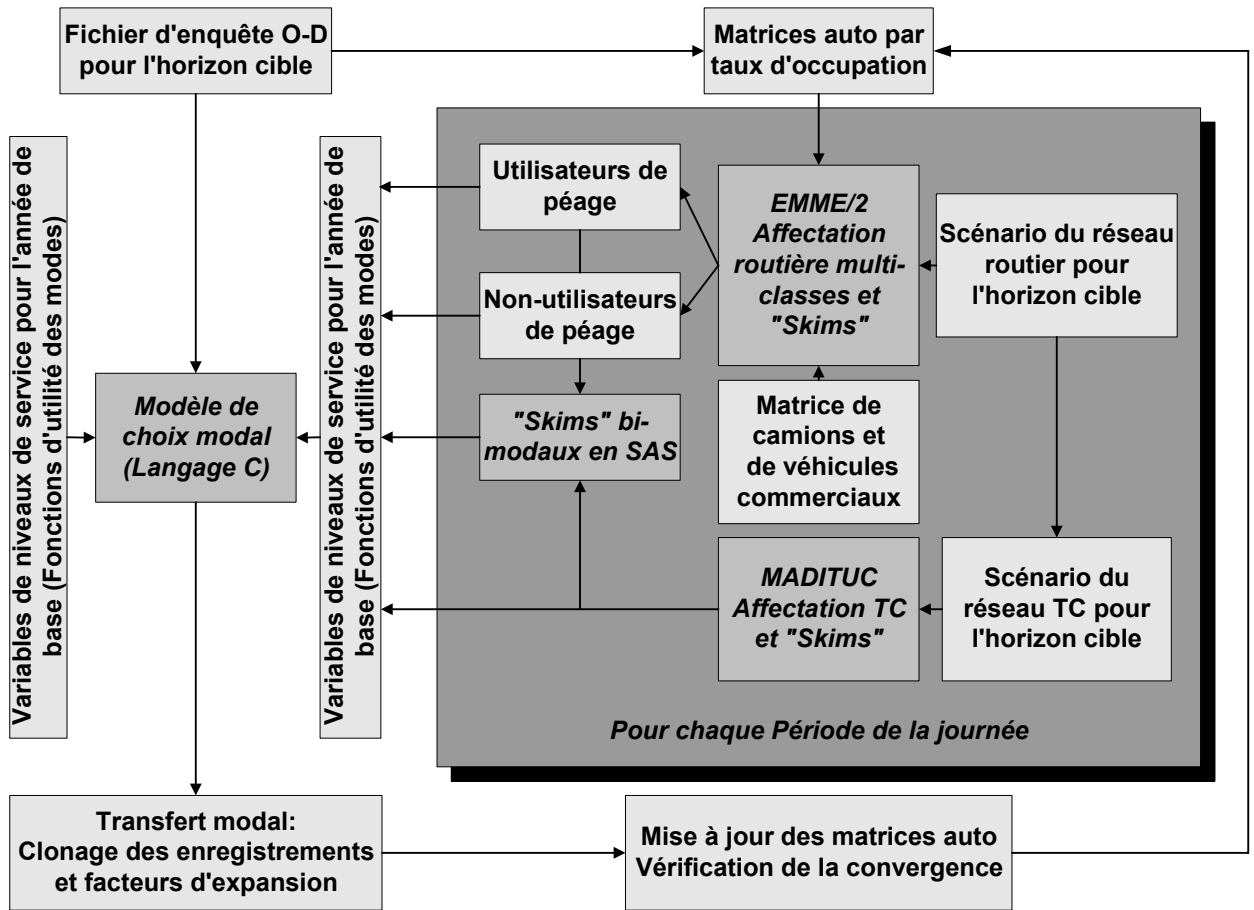 Fichier d'enquête O-D
pour l'horizon cible
Matrices auto par
taux d'occupation
Variables de niveaux de service pour l'année de
base (Fonctions d'utilité des modes)
Modèle de
choix modal
(Langage C)
Variables de niveaux de service pour l'année de
base (Fonctions d'utilité des modes)
Utilisateurs de
péage
Non-utilisateurs
de péage
"Skims" bi-
modaux en SAS
EMME/2
Affectation
routière multi-
classes et
"Skims"
Scénario du réseau
routier pour
l'horizon cible
Matrice de
camions et
de véhicules
commerciaux
MADITUC
Affectation TC
et "Skims"
Scénario du
réseau TC pour
l'horizon cible
Pour chaque Période de la journée
Transfert modal:
Clonage des enregistrements
et facteurs d'expansion
Mise à jour des matrices auto
Vérification de la convergence